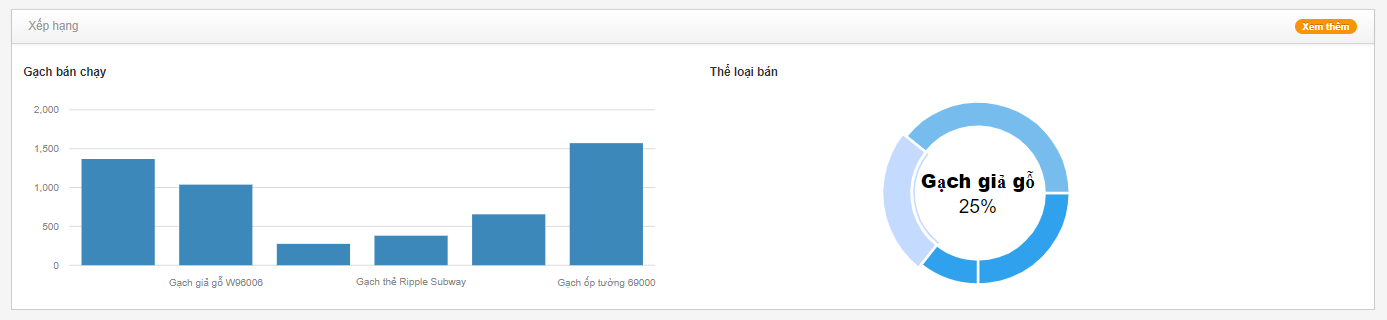 Xếp hạng
Xem thêm
Gạch bán chạy
2,000
1,500
1,000
500
0
Gạch giả gỗ W96006
Gạch thẻ Ripple Subway
Gạch ốp tường 69000
Thể loại bán
Gạch giả gỗ
25%